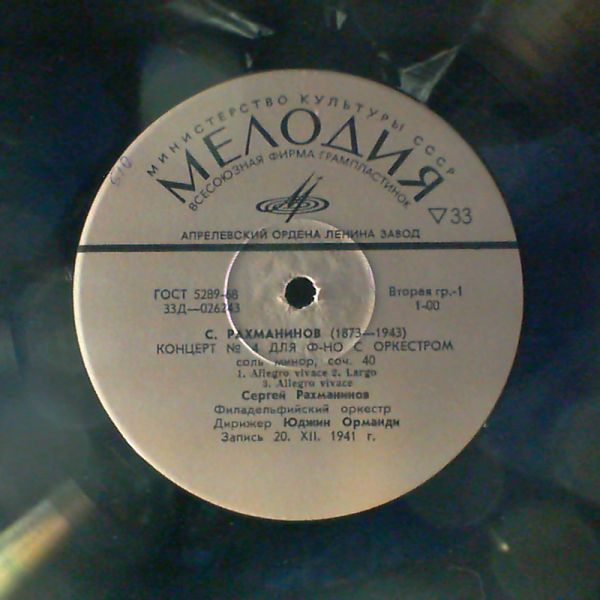 МИНИСТЕРСТВО КУЛЬТУРЫ СССР
МЕЛОДИЯ
ВСЕСОЮЗНАЯ ФИРМА ГРАМПЛАСТИНОК
▽33
АПРЕЛЕВСКИЙ ОРДЕНА ЛЕНИНА ЗАВОД
ГОСТ 5289-68 Вторая гр.-1
33Д—026243 1-00
С. РАХМАНИНОВ (1873—1943)
КОНЦЕРТ № 4 ДЛЯ Ф-НО С ОРКЕСТРОМ
соль минор, соч. 40
1. Allegro vivace 2. Largo
3. Allegro vivace
Сергей Рахманинов
Филадельфийский оркестр
Дирижер Юджин Орманди
Запись 20. XII. 1941 г.